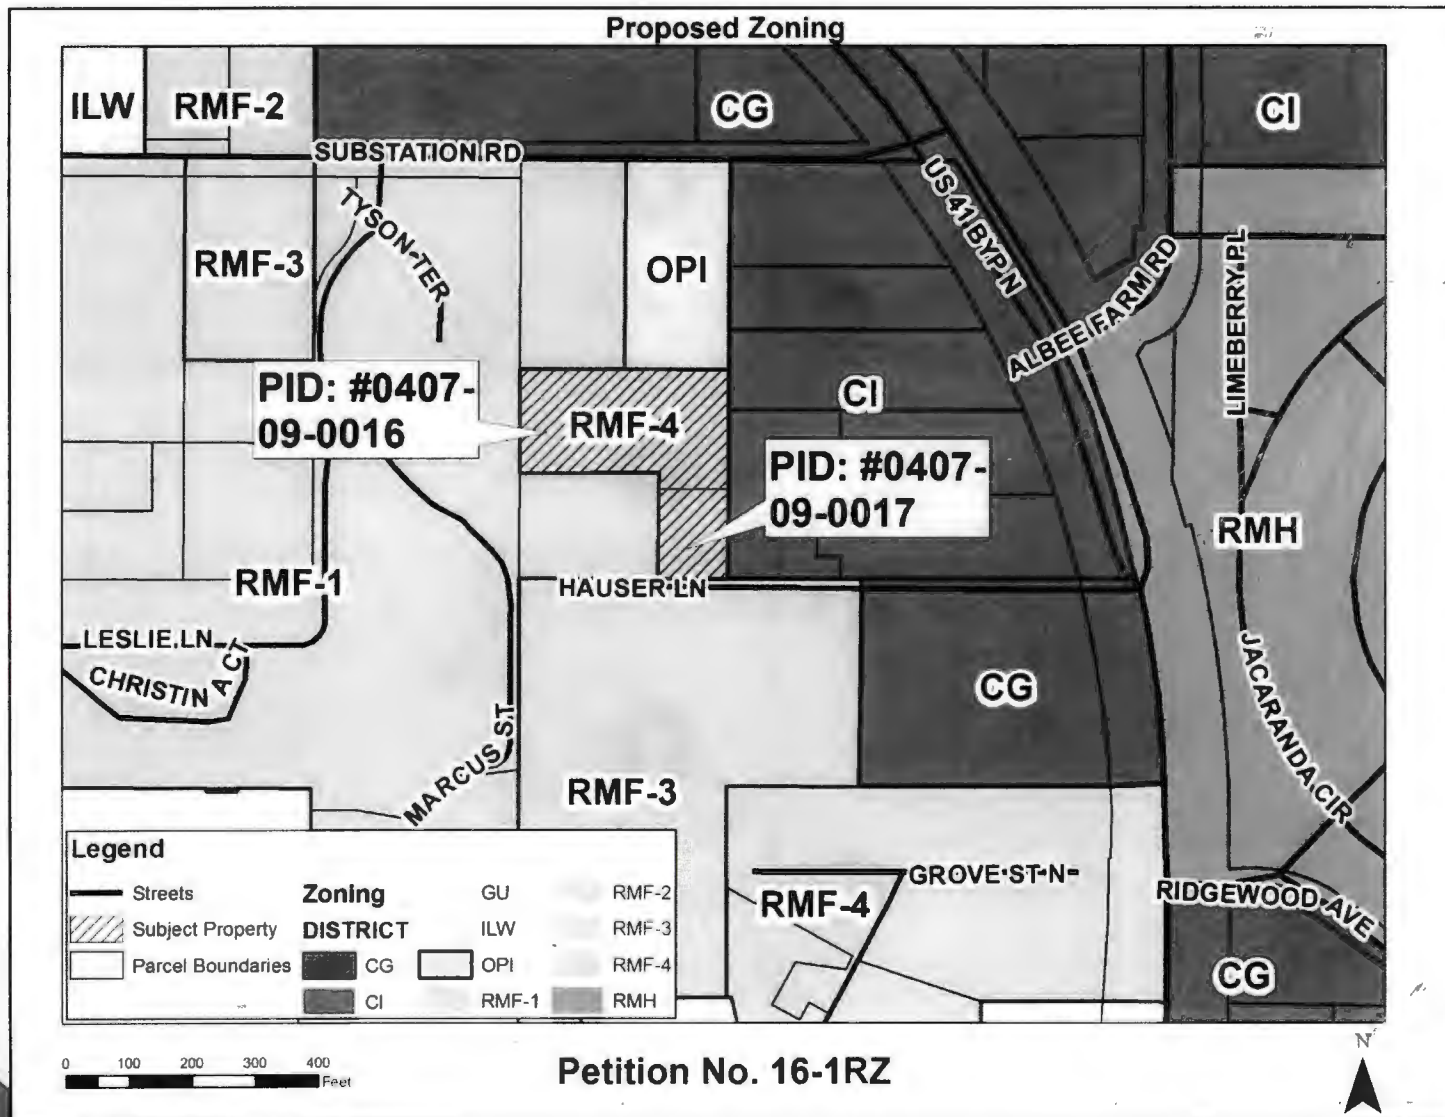 Proposed Zoning
ILW
RMF-2
CG
CI
SUBSTATION RD
TYSON TER
US 41 BYP N
RMF-3
OPI
ALBEE FARM RD
LIMEBERRY PL
PID: #0407-
09-0016
RMF-4
CI
PID: #0407-
09-0017
RMH
RMF-1
HAUSER LN
LESLIE LN
CHRISTINA CT
JACARANDA CIR
CG
MARCUS ST
RMF-3
RMF-4
GROVE ST N
RIDGEWOOD AVE
CG
Legend
Streets
Subject Property
Parcel Boundaries
Zoning
DISTRICT
CG
CI
GU
ILW
OPI
RMF-1
RMF-2
RMF-3
RMF-4
RMH
0 100 200 300 400
Feet
Petition No. 16-1RZ
N